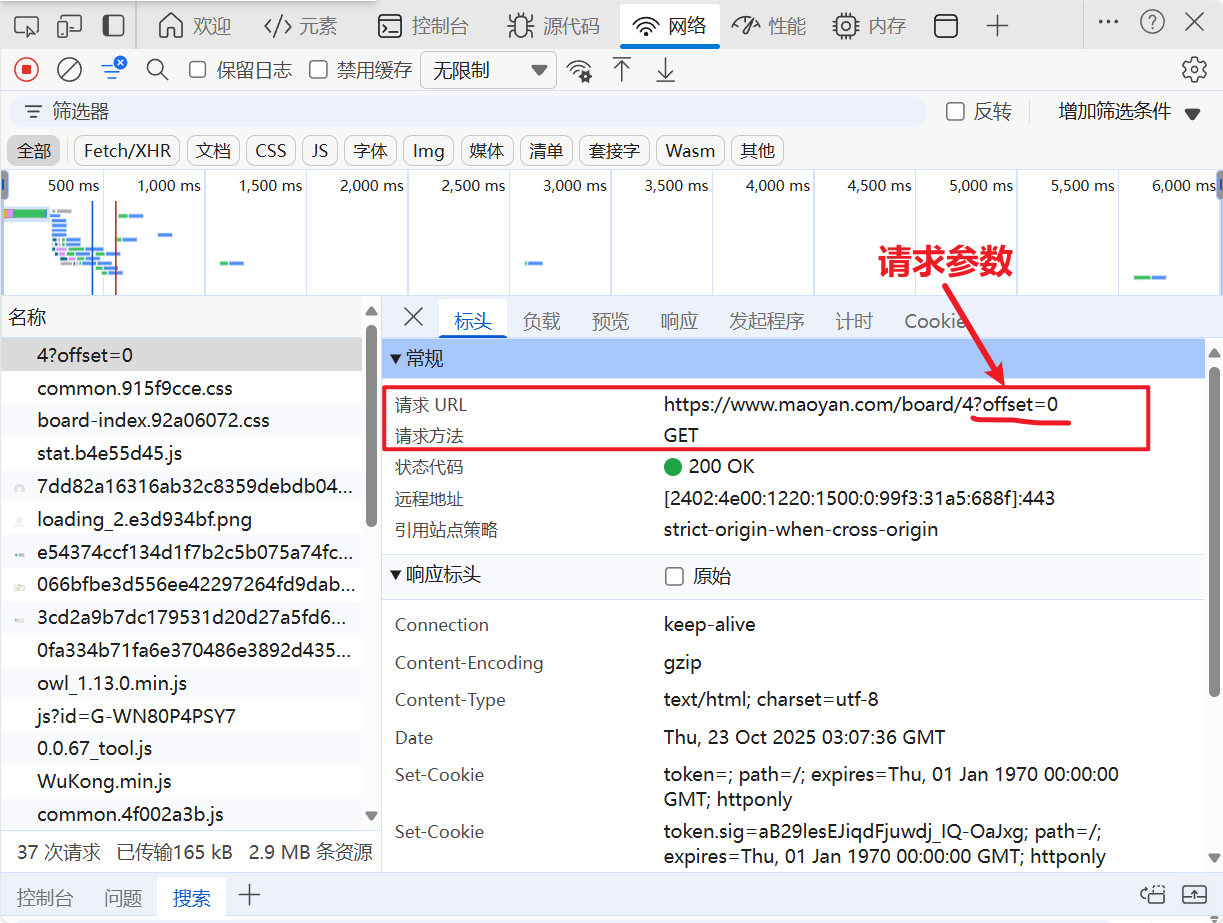 欢迎 元素 控制台 源代码 网络 性能 内存
保留日志 禁用缓存 无限制
筛选器 反转 增加筛选条件
全部 Fetch/XHR 文档 CSS JS 字体 Img 媒体 清单 套接字 Wasm 其他
500 ms 1,000 ms 1,500 ms 2,000 ms 2,500 ms 3,000 ms 3,500 ms 4,000 ms 4,500 ms 5,000 ms 5,500 ms 6,000 ms
请求参数
名称
4?offset=0
common.915f9cce.css
board-index.92a06072.css
stat.b4e55d45.js
7dd82a16316ab32c8359debdb04...
loading_2.e3d934bf.png
e54374ccf134d1f7b2c5b075a74fc...
066bfbe3d556ee42297264fd9dab...
3cd2a9b7dc179531d20d27a5fd6...
0fa334b71fa6e370486e3892d435...
owl_1.13.0.min.js
js?id=G-WN80P4PSY7
0.0.67_tool.js
WuKong.min.js
common.4f002a3b.js
37 次请求 已传输165 kB 2.9 MB 条资源
标头 负载 预览 响应 发起程序 计时 Cookie
常规
请求 URL https://www.maoyan.com/board/4?offset=0
请求方法 GET
状态代码 200 OK
远程地址 [2402:4e00:1220:1500:0:99f3:31a5:688f]:443
引用站点策略 strict-origin-when-cross-origin
响应标头 原始
Connection keep-alive
Content-Encoding gzip
Content-Type text/html; charset=utf-8
Date Thu, 23 Oct 2025 03:07:36 GMT
Set-Cookie token=; path=/; expires=Thu, 01 Jan 1970 00:00:00
GMT; httponly
Set-Cookie token.sig=aB29lesEJiqdFjuwdj_IQ-OaJxg; path=/;
expires=Thu, 01 Jan 1970 00:00:00 GMT; httponly
控制台 问题 搜索